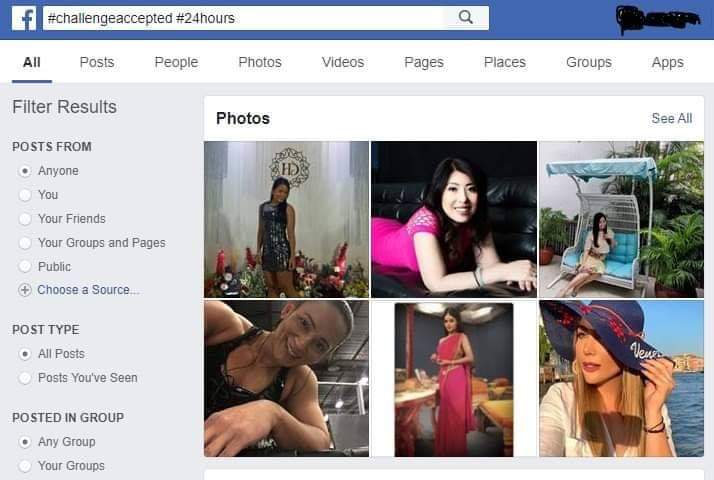 f
#challengeaccepted #24hours
All Posts People Photos Videos Pages Places Groups Apps
Filter Results
POSTS FROM
Anyone
You
Your Friends
Your Groups and Pages
Public
Choose a Source...
POST TYPE
All Posts
Posts You've Seen
POSTED IN GROUP
Any Group
Your Groups
Photos
See All